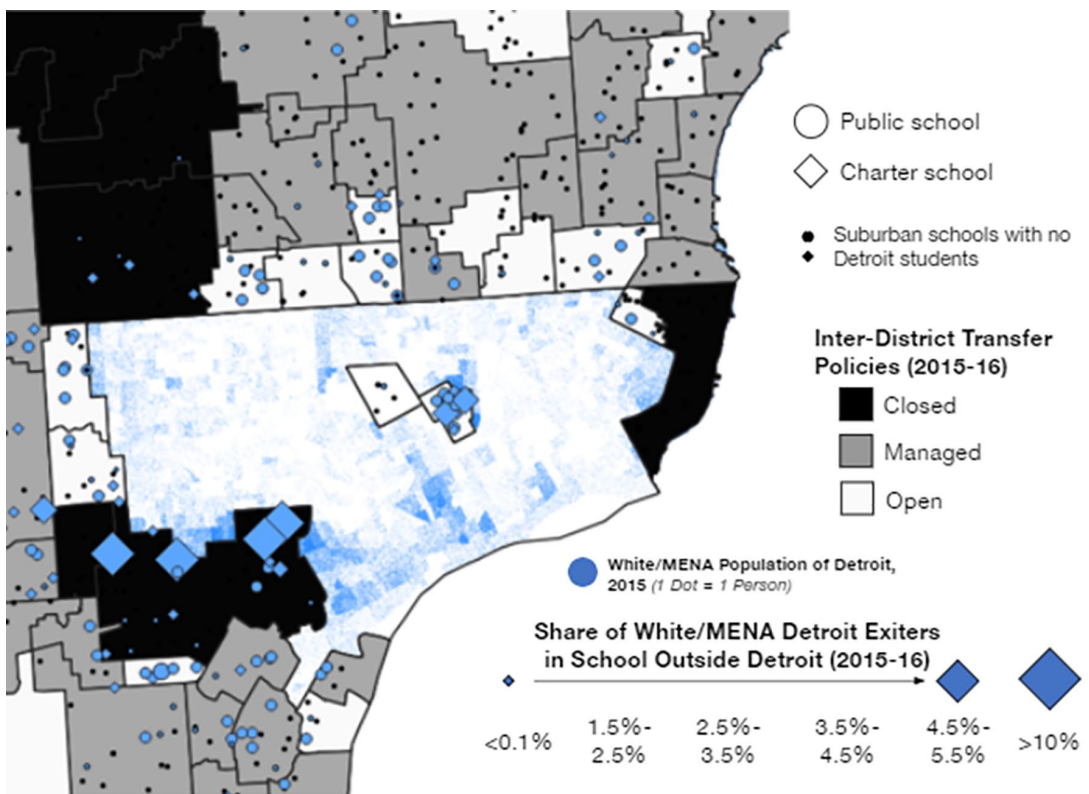 Public school
Charter school
Suburban schools with no
Detroit students
Inter-District Transfer
Policies (2015-16)
Closed
Managed
Open
White/MENA Population of Detroit,
2015 (1 Dot = 1 Person)
Share of White/MENA Detroit Exiters
in School Outside Detroit (2015-16)
<0.1%
1.5%-
2.5%
2.5%-
3.5%
3.5%-
4.5%
4.5%-
5.5%
>10%